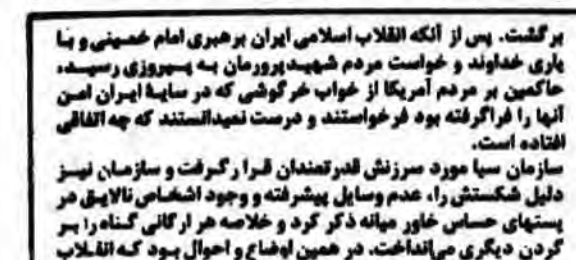 برگشت. پس از آنکه انقلاب اسلامی ایران برهبری امام خمینی و با
یاری خداوند و خواست مردم شهیدپرورمان به پیروزی رسید،
حاکمین بر مردم آمریکا از خواب خرگوشی که در سایهٔ ایران امن
آنها را فراگرفته بود فرخواستند و درست نمیدانستند که چه اتفاقی
افتاده است.
سازمان سیا مورد سرزنش قدرتمندان قرار گرفت و سازمان نیز
دلیل شکستش را، عدم وسایل پیشرفته و وجود اشخاص نالایق در
پستهای حساس خاور میانه ذکر کرد و خلاصه هر ارگانی گناه را بر
گردن دیگری می‌انداخت. در همین اوضاع و احوال بود که انقلاب